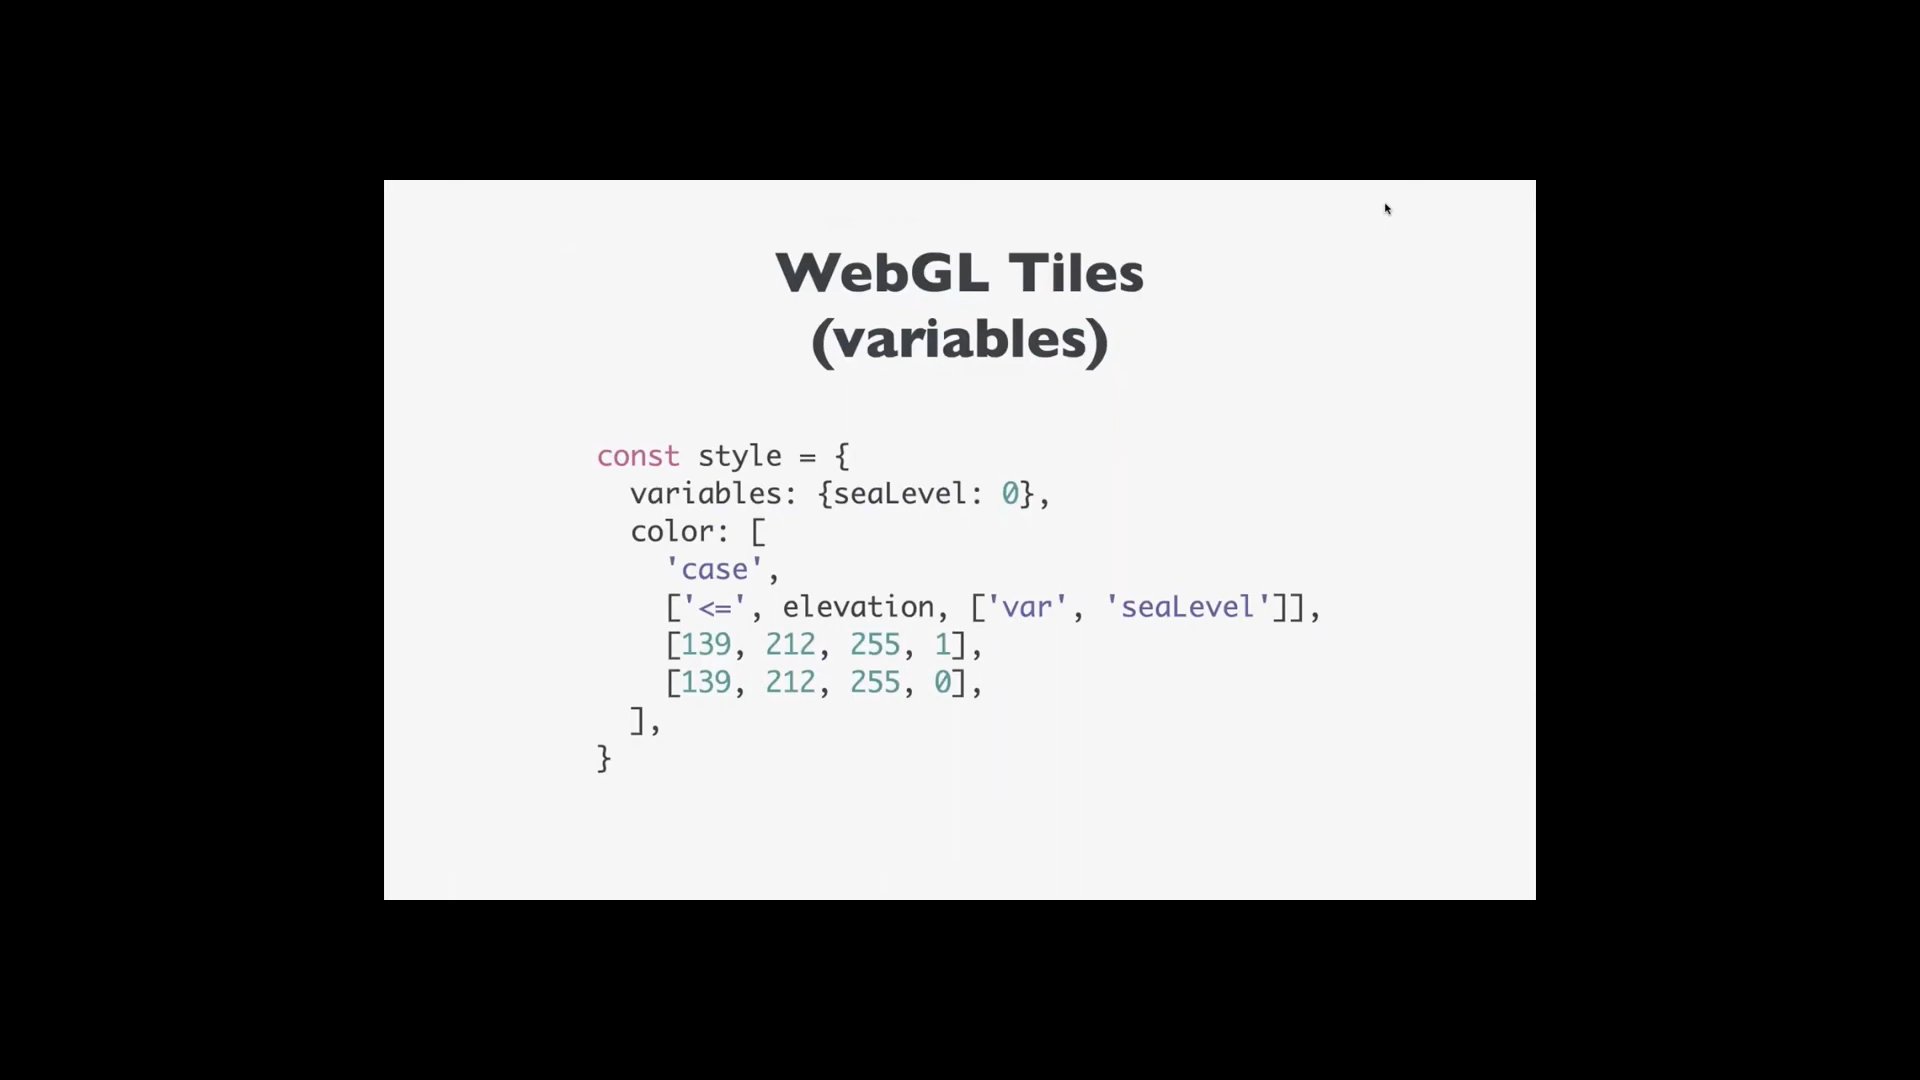 WebGL Tiles
(variables)
const style = {
  variables: {seaLevel: 0},
  color: [
    'case',
    ['<=', elevation, ['var', 'seaLevel']],
    [139, 212, 255, 1],
    [139, 212, 255, 0],
  ],
}